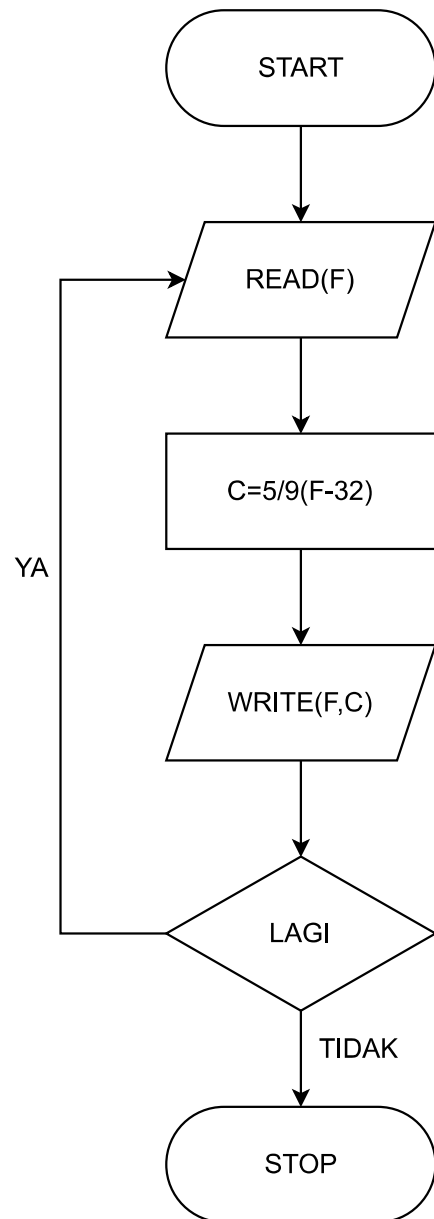 START
READ(F)
C=5/9(F-32)
YA
WRITE(F,C)
LAGI
TIDAK
STOP